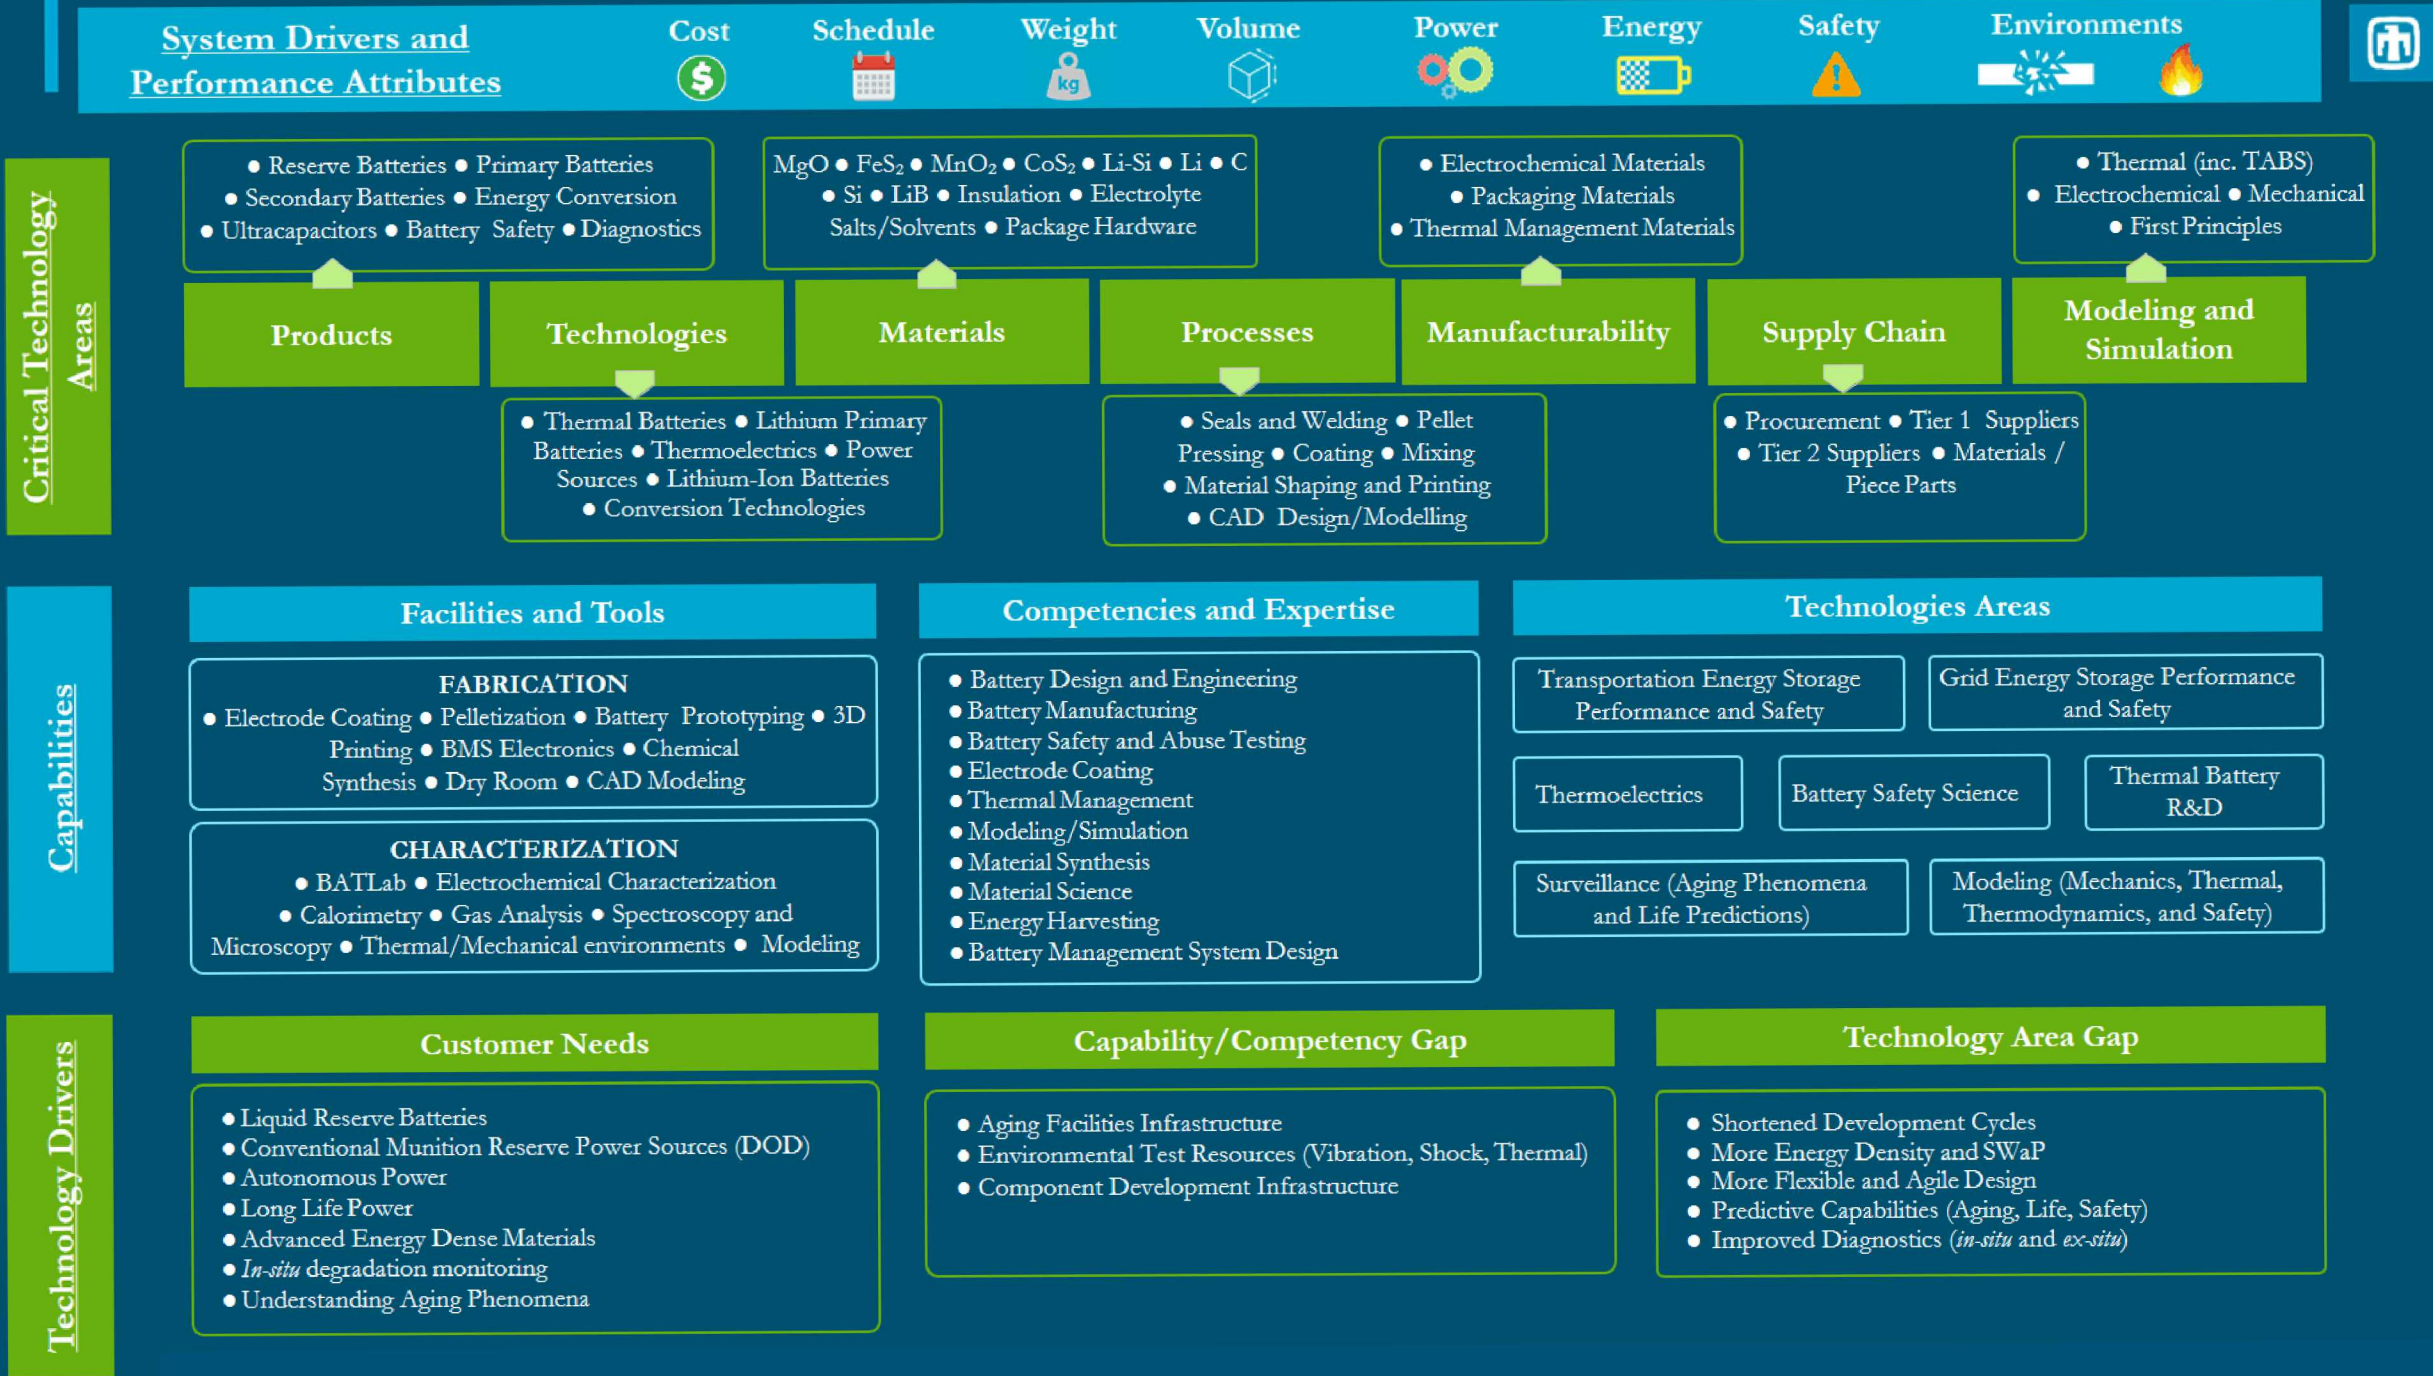 System Drivers and
Performance Attributes
Cost
Schedule
Weight
kg
Volume
Power
Energy
Safety
Environments
Critical Technology
Areas
● Reserve Batteries ● Primary Batteries
● Secondary Batteries ● Energy Conversion
● Ultracapacitors ● Battery Safety ● Diagnostics
MgO ● FeS₂ ● MnO₂ ● CoS₂ ● Li-Si ● Li ● C
● Si ● LiB ● Insulation ● Electrolyte
Salts/Solvents ● Package Hardware
● Electrochemical Materials
● Packaging Materials
● Thermal Management Materials
● Thermal (inc. TABS)
● Electrochemical ● Mechanical
● First Principles
Products
Technologies
Materials
Processes
Manufacturability
Supply Chain
Modeling and
Simulation
● Thermal Batteries ● Lithium Primary
Batteries ● Thermoelectrics ● Power
Sources ● Lithium-Ion Batteries
● Conversion Technologies
● Seals and Welding ● Pellet
Pressing ● Coating ● Mixing
● Material Shaping and Printing
● CAD Design/Modelling
● Procurement ● Tier 1 Suppliers
● Tier 2 Suppliers ● Materials /
Piece Parts
Capabilities
Facilities and Tools
FABRICATION
● Electrode Coating ● Pelletization ● Battery Prototyping ● 3D
Printing ● BMS Electronics ● Chemical
Synthesis ● Dry Room ● CAD Modeling
CHARACTERIZATION
● BATLab ● Electrochemical Characterization
● Calorimetry ● Gas Analysis ● Spectroscopy and
Microscopy ● Thermal/Mechanical environments ● Modeling
Competencies and Expertise
● Battery Design and Engineering
● Battery Manufacturing
● Battery Safety and Abuse Testing
● Electrode Coating
● Thermal Management
● Modeling/Simulation
● Material Synthesis
● Material Science
● Energy Harvesting
● Battery Management System Design
Technologies Areas
Transportation Energy Storage
Performance and Safety
Grid Energy Storage Performance
and Safety
Thermoelectrics
Battery Safety Science
Thermal Battery
R&D
Surveillance (Aging Phenomena
and Life Predictions)
Modeling (Mechanics, Thermal,
Thermodynamics, and Safety)
Technology Drivers
Customer Needs
● Liquid Reserve Batteries
● Conventional Munition Reserve Power Sources (DOD)
● Autonomous Power
● Long Life Power
● Advanced Energy Dense Materials
● In-situ degradation monitoring
● Understanding Aging Phenomena
Capability/Competency Gap
● Aging Facilities Infrastructure
● Environmental Test Resources (Vibration, Shock, Thermal)
● Component Development Infrastructure
Technology Area Gap
● Shortened Development Cycles
● More Energy Density and SWaP
● More Flexible and Agile Design
● Predictive Capabilities (Aging, Life, Safety)
● Improved Diagnostics (in-situ and ex-situ)